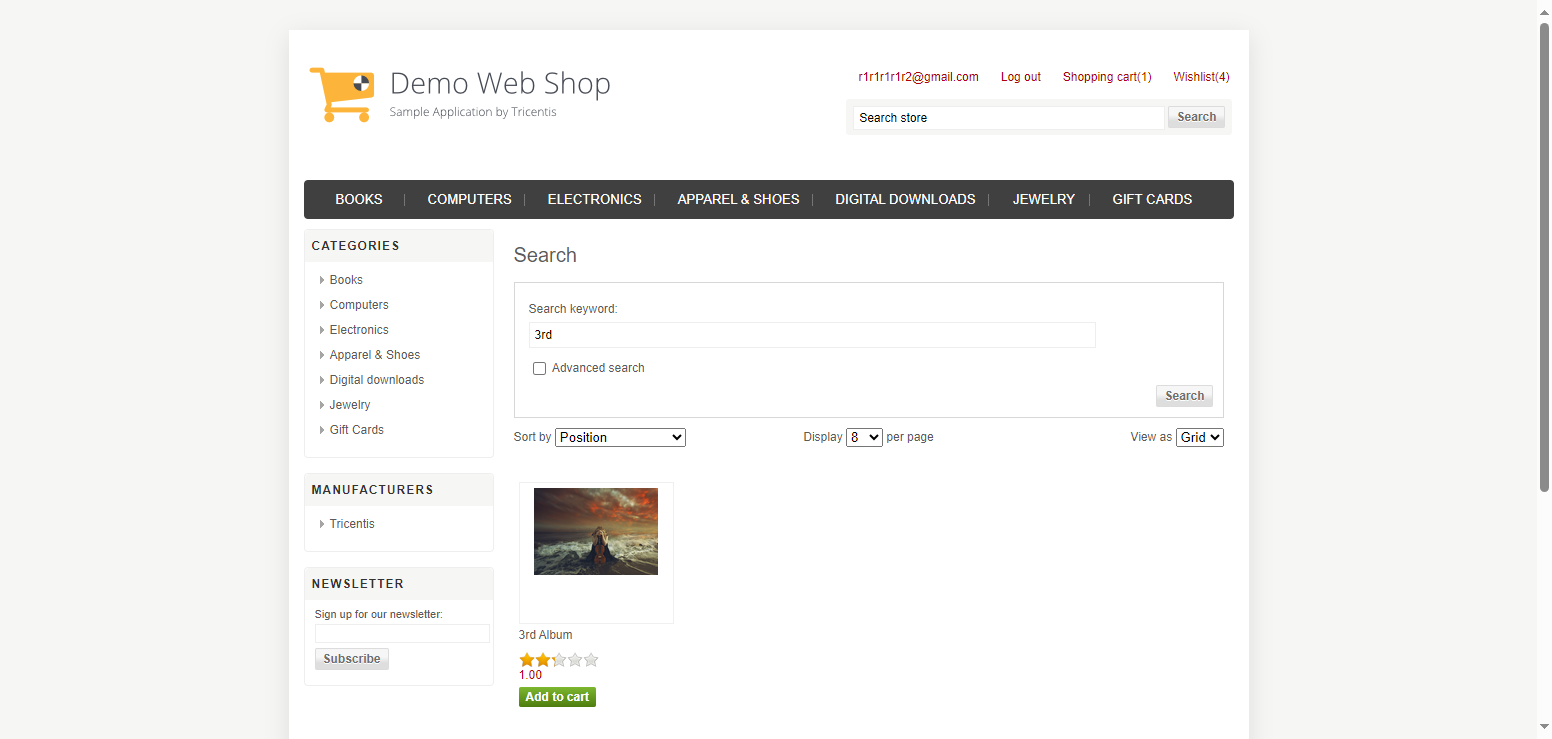 Demo Web Shop
Sample Application by Tricentis
r1r1r1r1r2@gmail.com Log out Shopping cart(1) Wishlist(4)
Search store Search
BOOKS COMPUTERS ELECTRONICS APPAREL & SHOES DIGITAL DOWNLOADS JEWELRY GIFT CARDS
CATEGORIES
Books
Computers
Electronics
Apparel & Shoes
Digital downloads
Jewelry
Gift Cards
MANUFACTURERS
Tricentis
NEWSLETTER
Sign up for our newsletter:
Subscribe
Search
Search keyword:
3rd
Advanced search
Search
Sort by Position Display 8 per page View as Grid
3rd Album
1.00
Add to cart